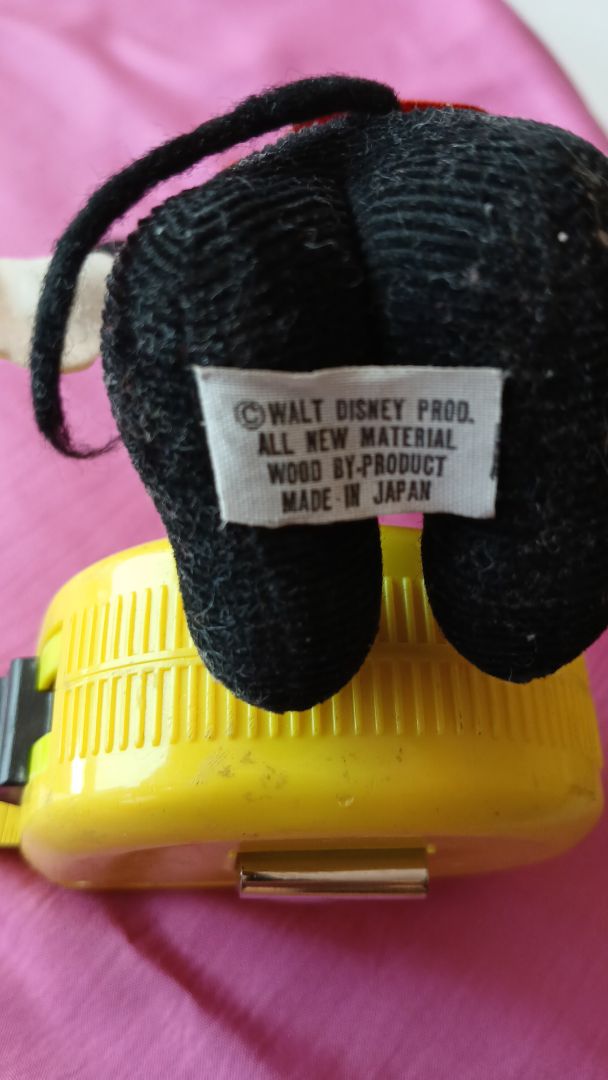 ©WALT DISNEY PROD.
ALL NEW MATERIAL
WOOD BY-PRODUCT
MADE-IN JAPAN